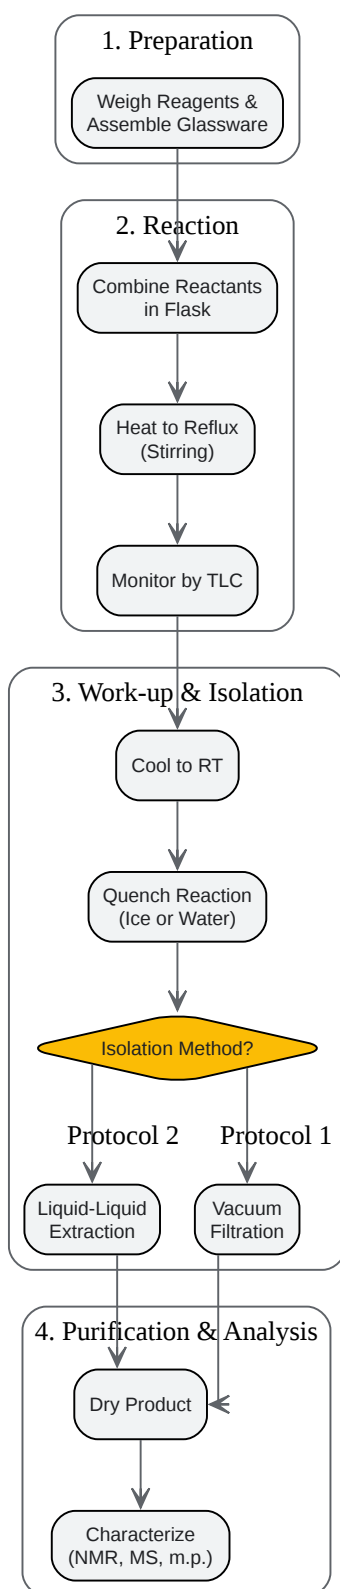 1. Preparation
Weigh Reagents &
Assemble Glassware
2. Reaction
Combine Reactants
in Flask
Heat to Reflux
(Stirring)
Monitor by TLC
3. Work-up & Isolation
Cool to RT
Quench Reaction
(Ice or Water)
Isolation Method?
Protocol 2
Protocol 1
Liquid-Liquid
Extraction
Vacuum
Filtration
4. Purification & Analysis
Dry Product
Characterize
(NMR, MS, m.p.)